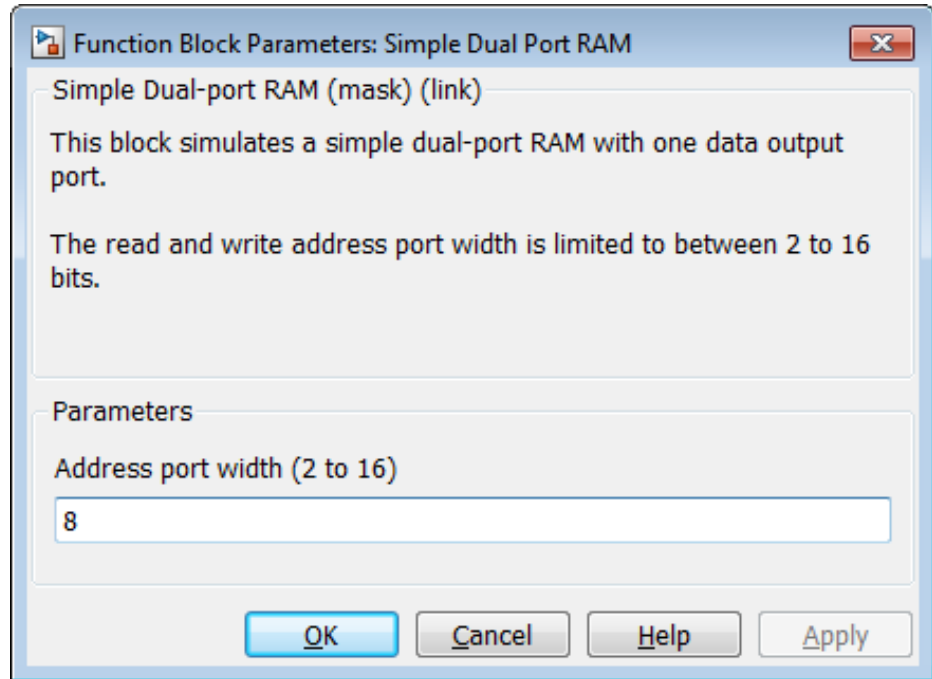 Function Block Parameters: Simple Dual Port RAM
Simple Dual-port RAM (mask) (link)
This block simulates a simple dual-port RAM with one data output
port.
The read and write address port width is limited to between 2 to 16
bits.
Parameters
Address port width (2 to 16)
8
OK Cancel Help Apply